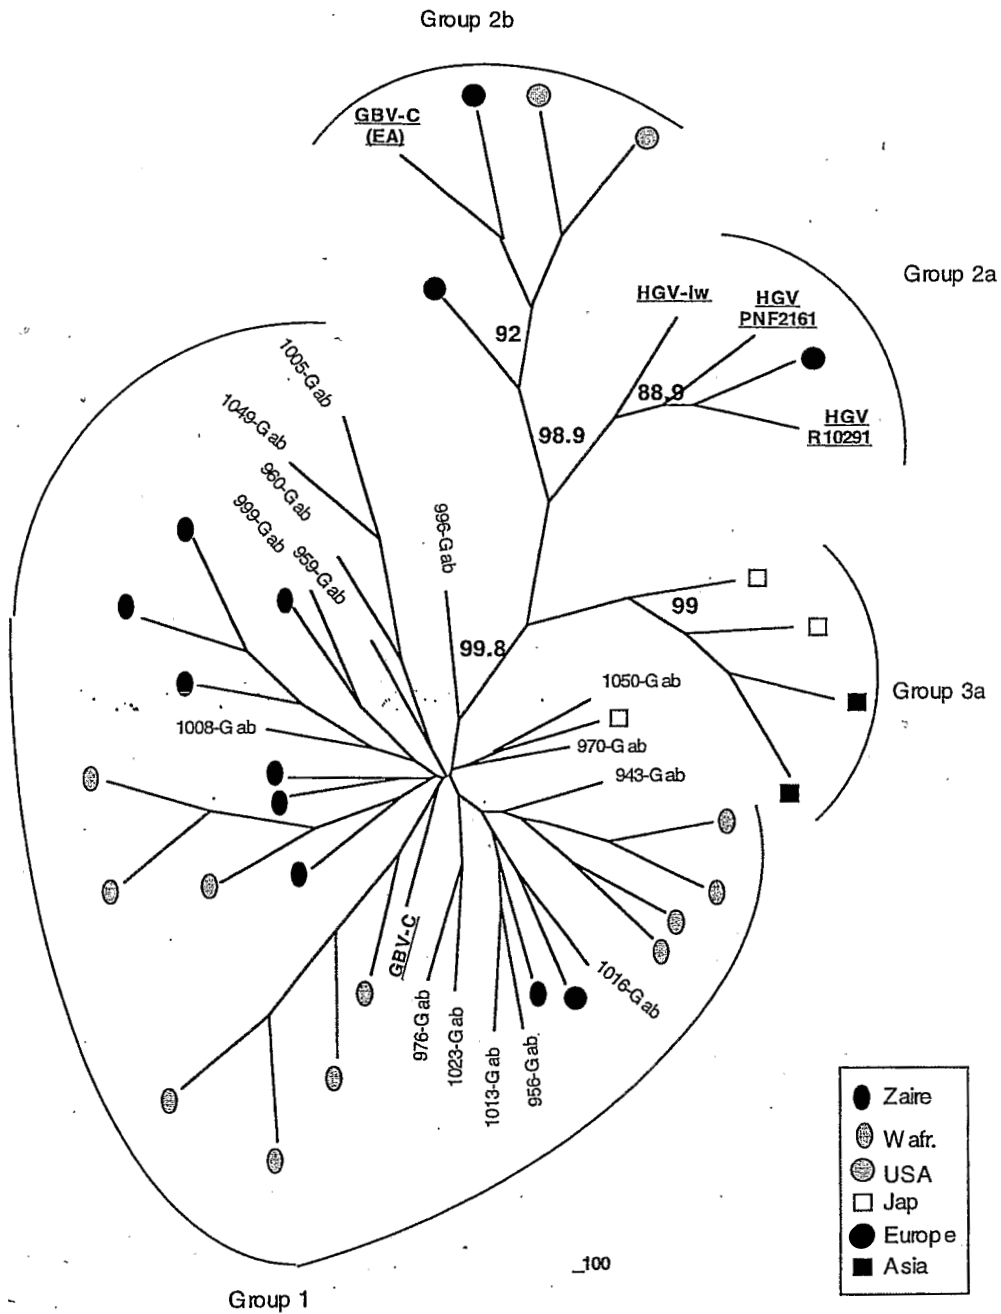 Group 2b
GBV-C
(EA)
Group 2a
HGV-iw
HGV
PNF2161
92
88.9
HGV
R10291
98.9
1005-Gab
1049-Gab
960-Gab
999-Gab
959-Gab
996-Gab
99
99.8
1050-Gab
Group 3a
1008-Gab
970-Gab
943-Gab
GBV-C
1016-Gab
976-Gab
1023-Gab
1013-Gab
956-Gab
Zaire
Wafr.
USA
Jap
Europe
Asia
_100
Group 1